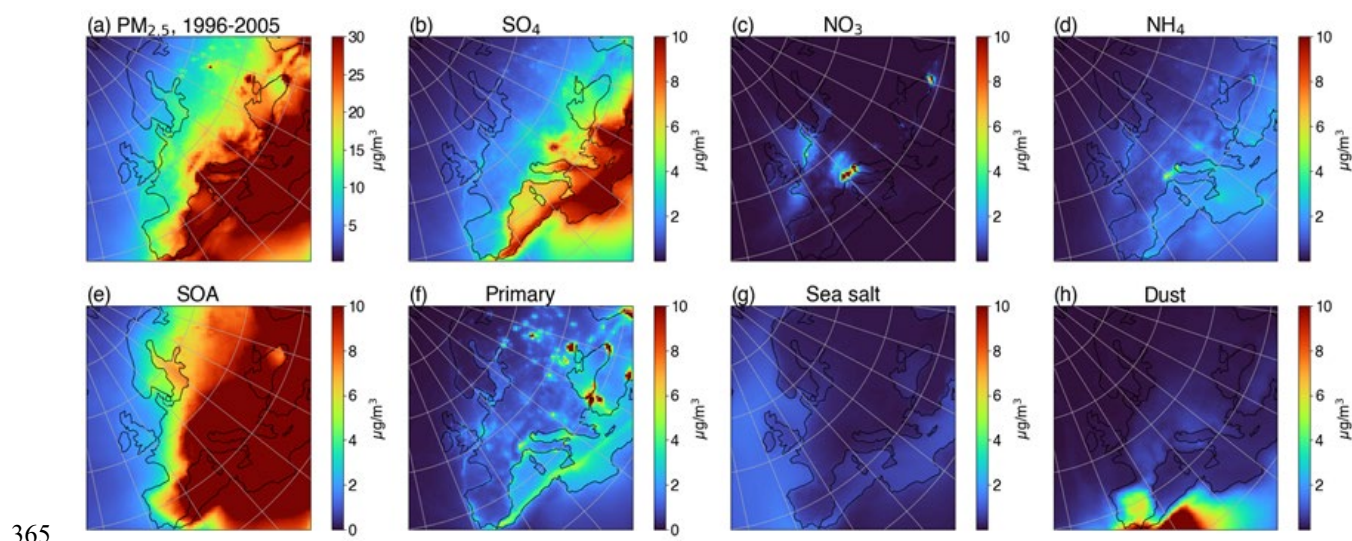 (a) PM2.5, 1996-2005
(b) SO4
(c) NO3
(d) NH4
30
25
20
15
10
5
µg/m3
10
8
6
4
2
µg/m3
10
8
6
4
2
µg/m3
10
8
6
4
2
µg/m3
(e) SOA
(f) Primary
(g) Sea salt
(h) Dust
10
8
6
4
2
0
µg/m3
10
8
6
4
2
0
µg/m3
10
8
6
4
2
µg/m3
10
8
6
4
2
µg/m3
365